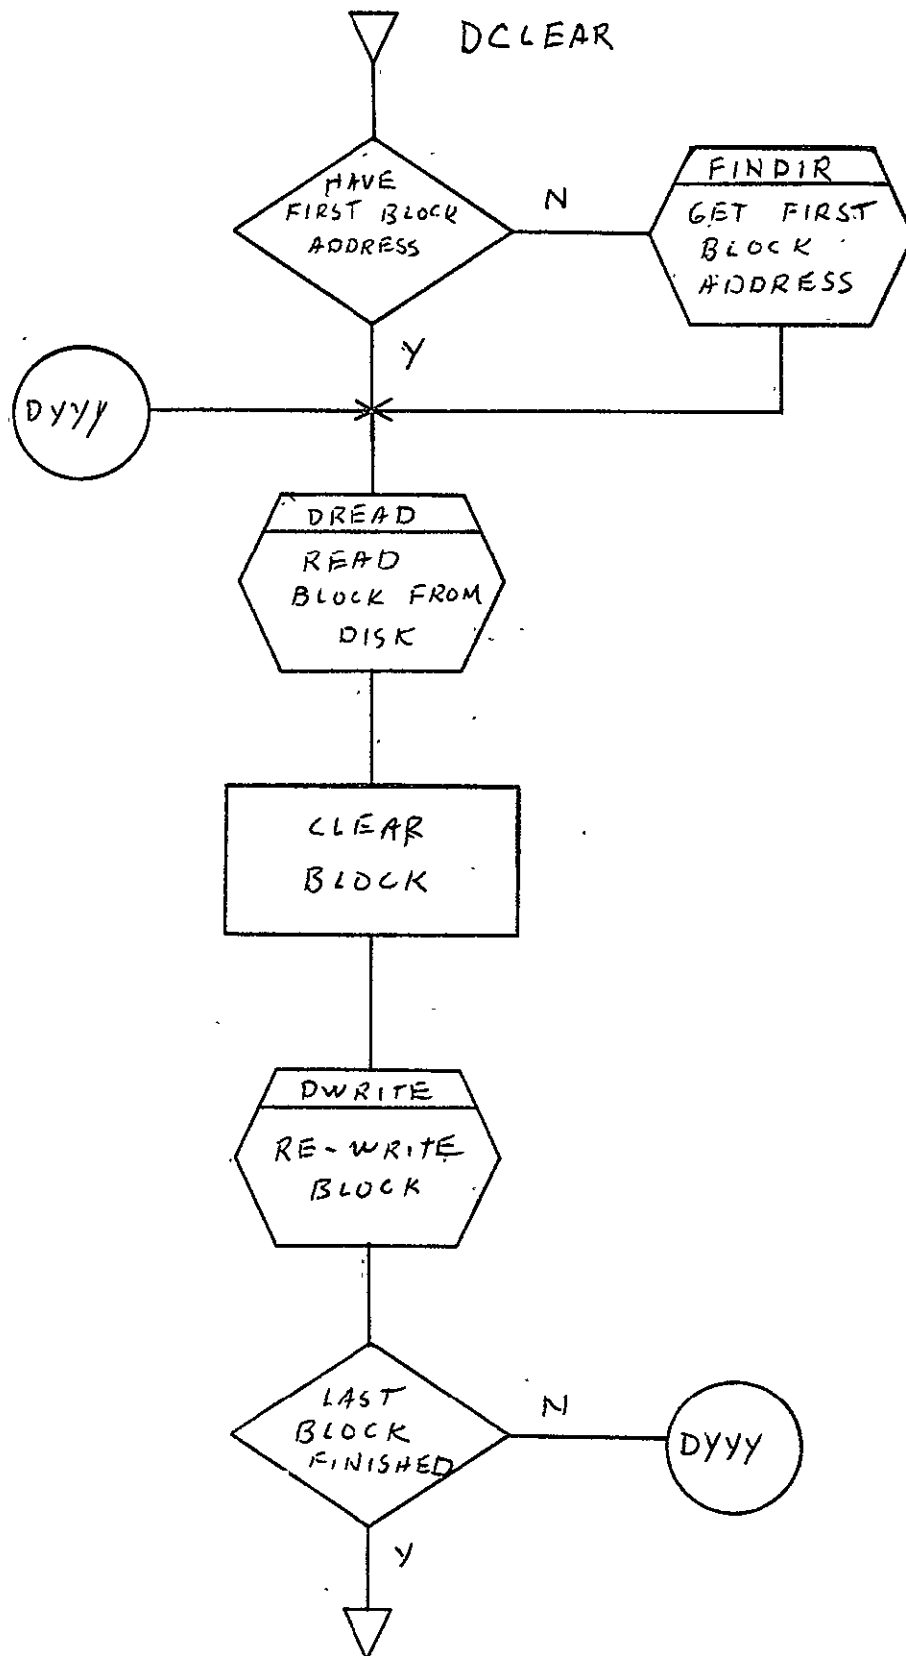 DCLEAR
HAVE
FIRST BLOCK
ADDRESS
N
FINDIR
GET FIRST
BLOCK
ADDRESS
Y
DYYY
DREAD
READ
BLOCK FROM
DISK
CLEAR
BLOCK
DWRITE
RE-WRITE
BLOCK
LAST
BLOCK
FINISHED
N
DYYY
Y